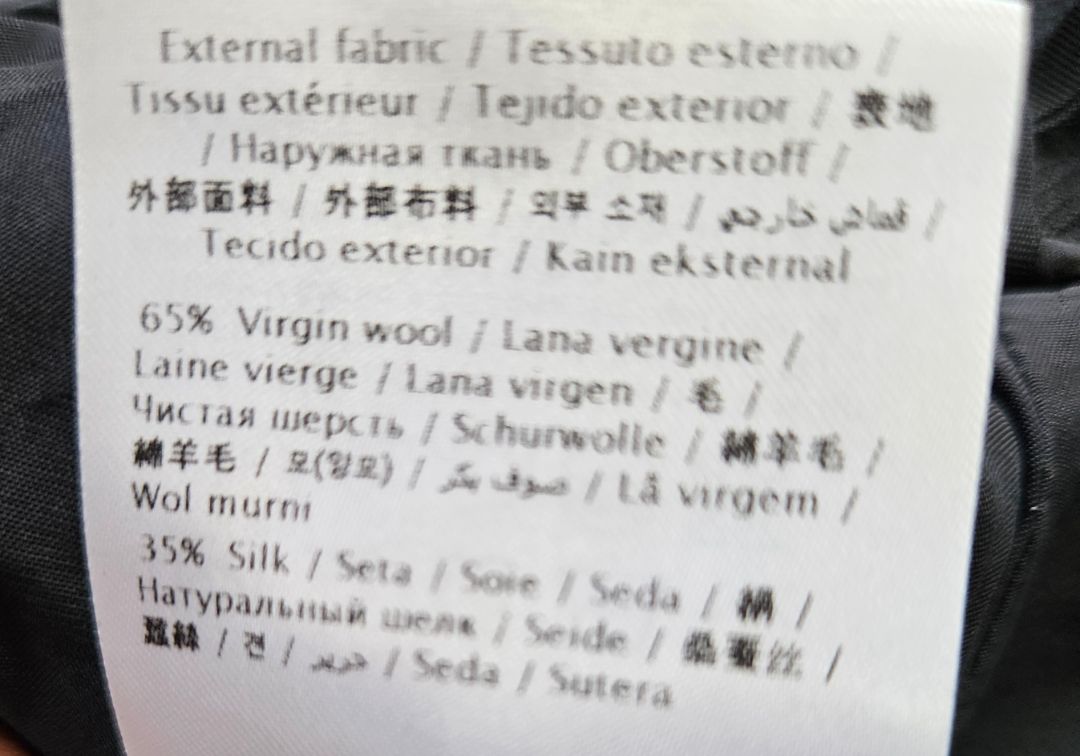 External fabric / Tessuto esterno /
Tissu extérieur / Tejido exterior / 表地
/ Наружная ткань / Oberstoff /
外部面料 / 外部布料 / 외부 소재 / قماش خارجي /
Tecido exterior / Kain eksternal
65% Virgin wool / Lana vergine /
Laine vierge / Lana virgen / 毛 /
Чистая шерсть / Schurwolle / 綿羊毛 /
綿羊毛 / 모(양모) / صوف بكر / Lã virgem /
Wol murni
35% Silk / Seta / Soie / Seda / 絹 /
Натуральный шелк / Seide / 桑蚕丝 /
蠶絲 / 견 / حرير / Seda / Sutera